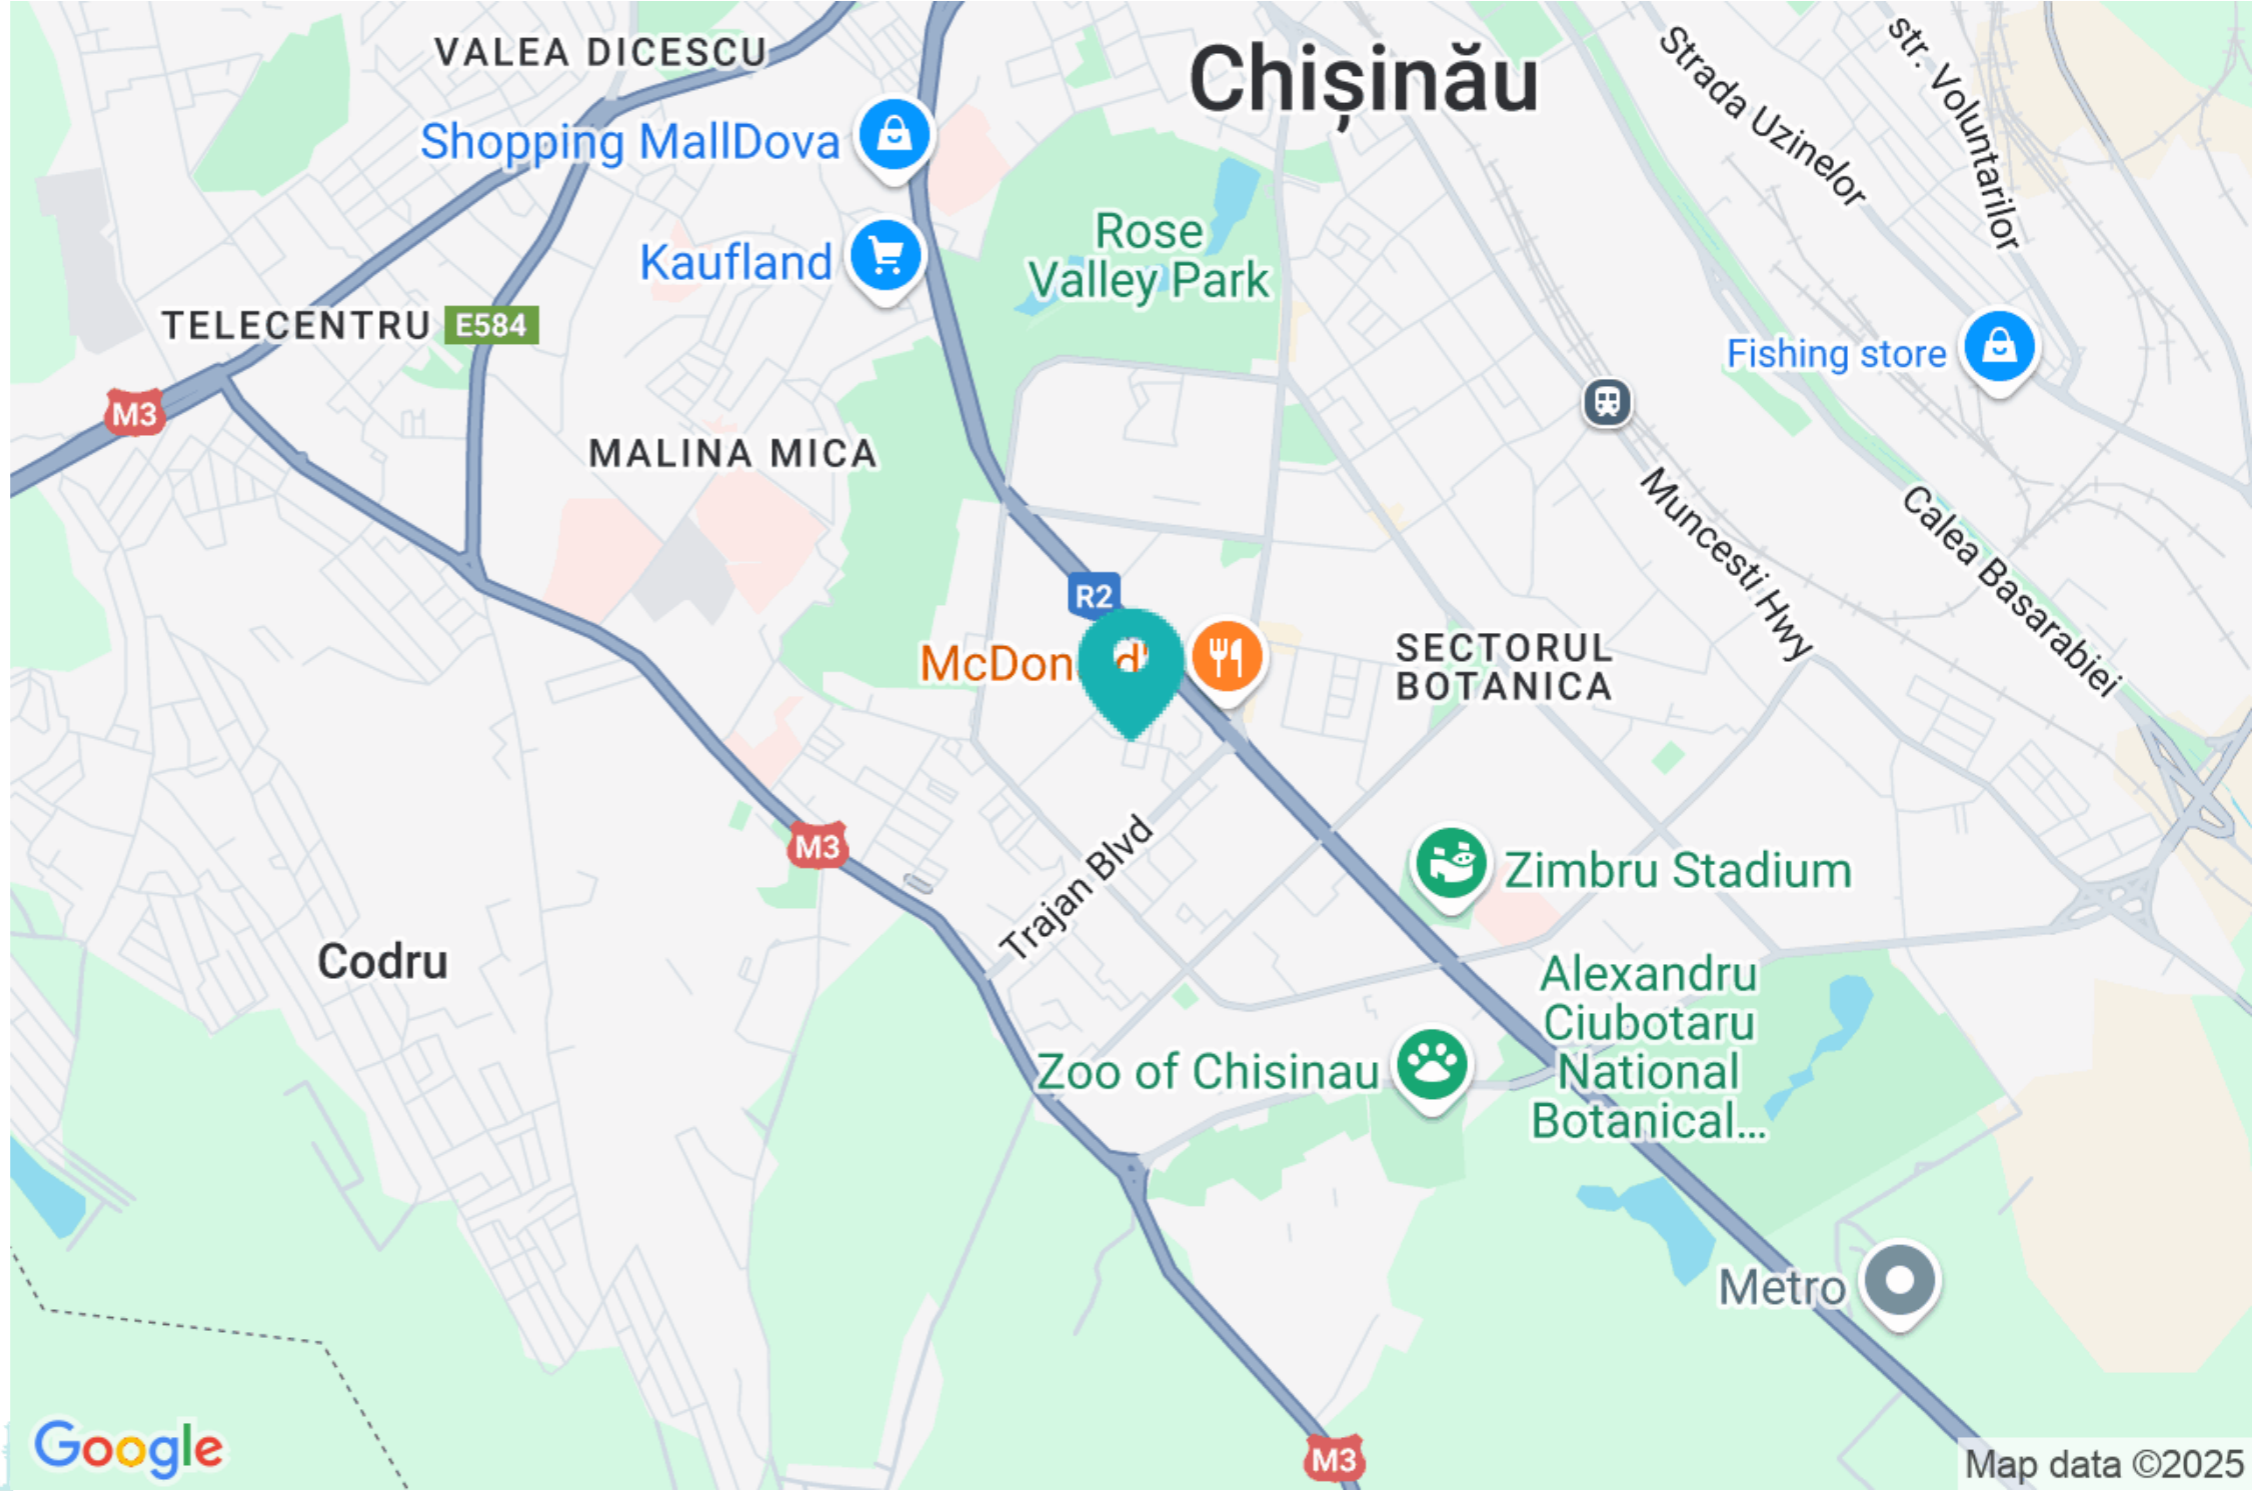 VALEA DICESCU
Chișinău
Strada Uzinelor
str. Voluntarilor
Shopping MallDova
Rose
Valley Park
Kaufland
TELECENTRU
E584
Fishing store
M3
MALINA MICA
Muncesti Hwy
Calea Basarabiei
R2
McDon d'
SECTORUL
BOTANICA
M3
Trajan Blvd
Zimbru Stadium
Codru
Alexandru
Ciubotaru
National
Botanical...
Zoo of Chisinau
Metro
Google
M3
Map data ©2025